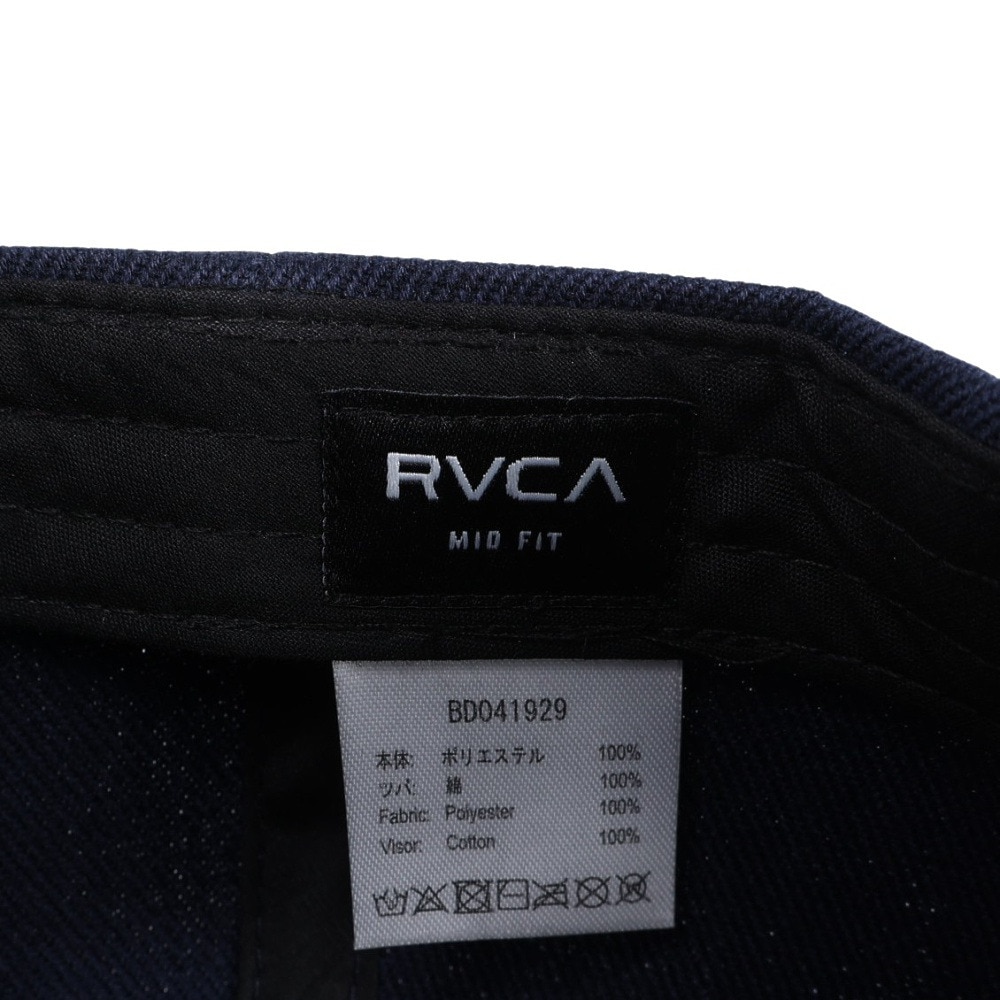 RVCA
MID FIT
BD041929
本体: ポリエステル 100%
ツバ: 綿 100%
Fabric: Polyester 100%
Visor: Cotton 100%